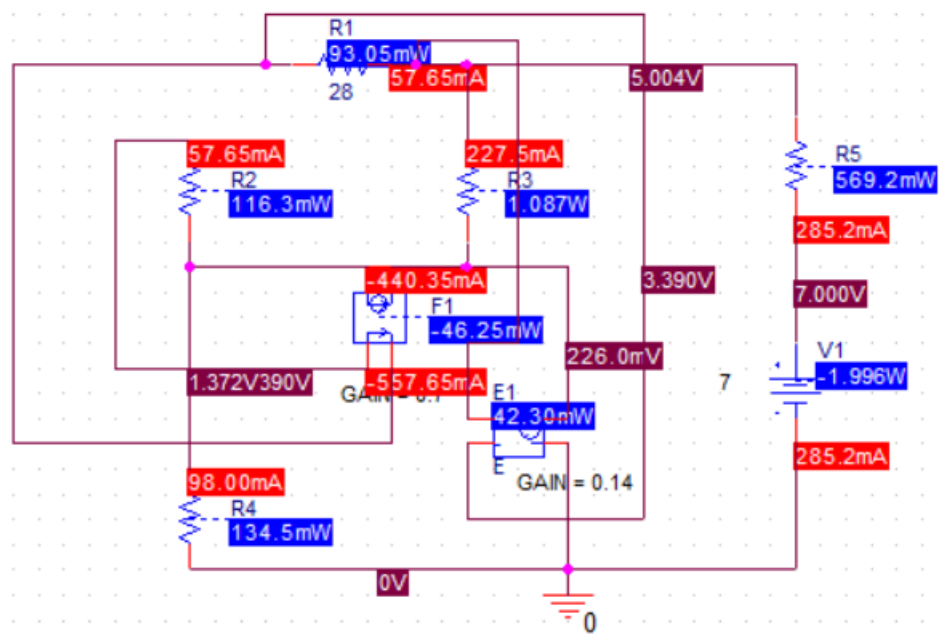 R1
93.05mW
57.65mA
28
5.004V
57.65mA
R2
116.3mW
227.5mA
R3
1.087W
R5
569.2mW
285.2mA
-440.35mA
F1
-46.25mW
3.390V
7.000V
226.0mV
1.372V390V
-557.65mA
GAIN =
E1
42.30mW
E
GAIN = 0.14
7
V1
-1.996W
285.2mA
98.00mA
R4
134.5mW
0V
0